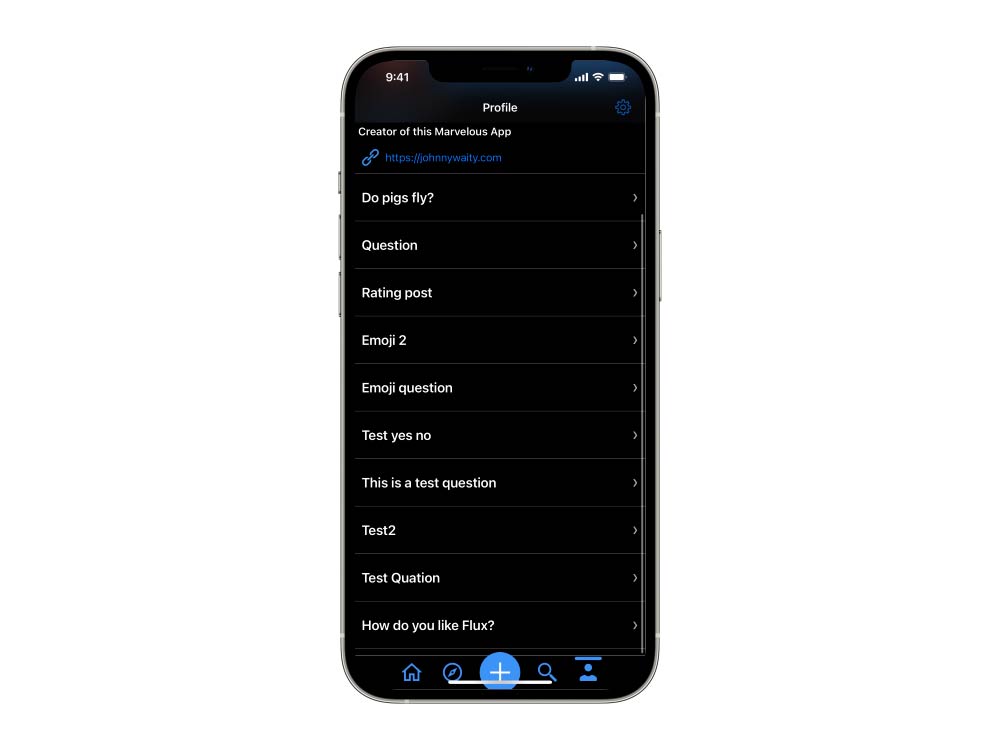 9:41
Profile
Creator of this Marvelous App
https://johnnywaity.com
Do pigs fly?
Question
Rating post
Emoji 2
Emoji question
Test yes no
This is a test question
Test2
Test Quation
How do you like Flux?